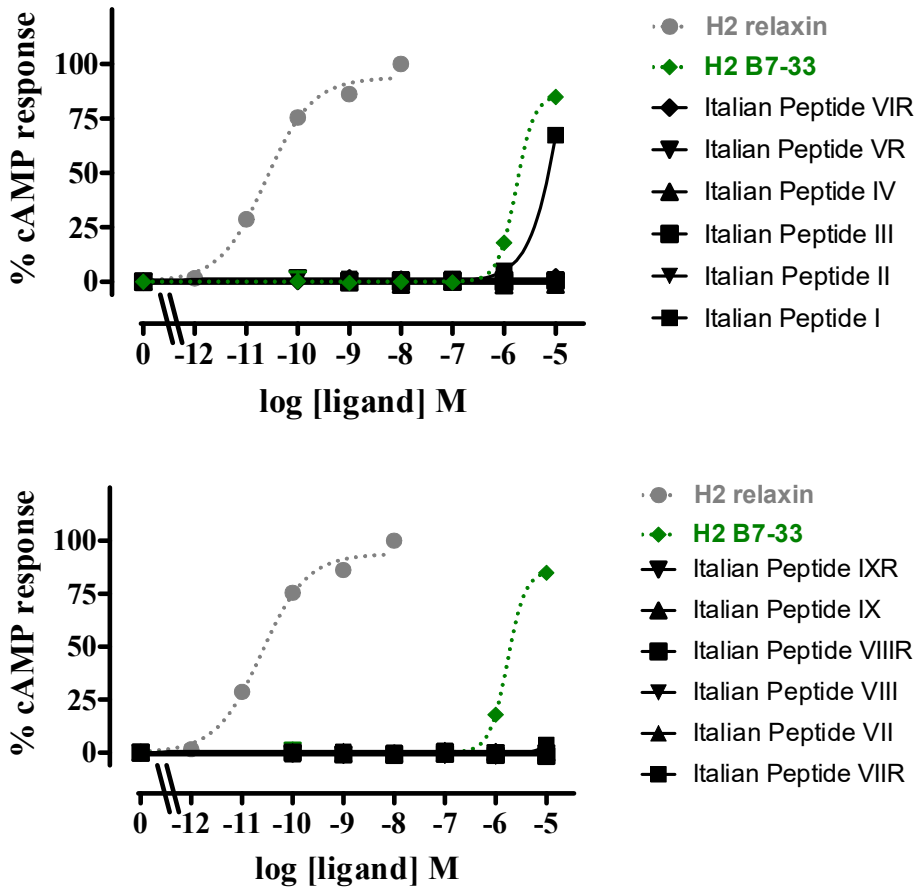 % cAMP response
100
75
50
25
0
0 -12 -11 -10 -9 -8 -7 -6 -5
log [ligand] M
H2 relaxin
H2 B7-33
Italian Peptide VIR
Italian Peptide VR
Italian Peptide IV
Italian Peptide III
Italian Peptide II
Italian Peptide I
% cAMP response
100
75
50
25
0
0 -12 -11 -10 -9 -8 -7 -6 -5
log [ligand] M
H2 relaxin
H2 B7-33
Italian Peptide IXR
Italian Peptide IX
Italian Peptide VIIIR
Italian Peptide VIII
Italian Peptide VII
Italian Peptide VIIR